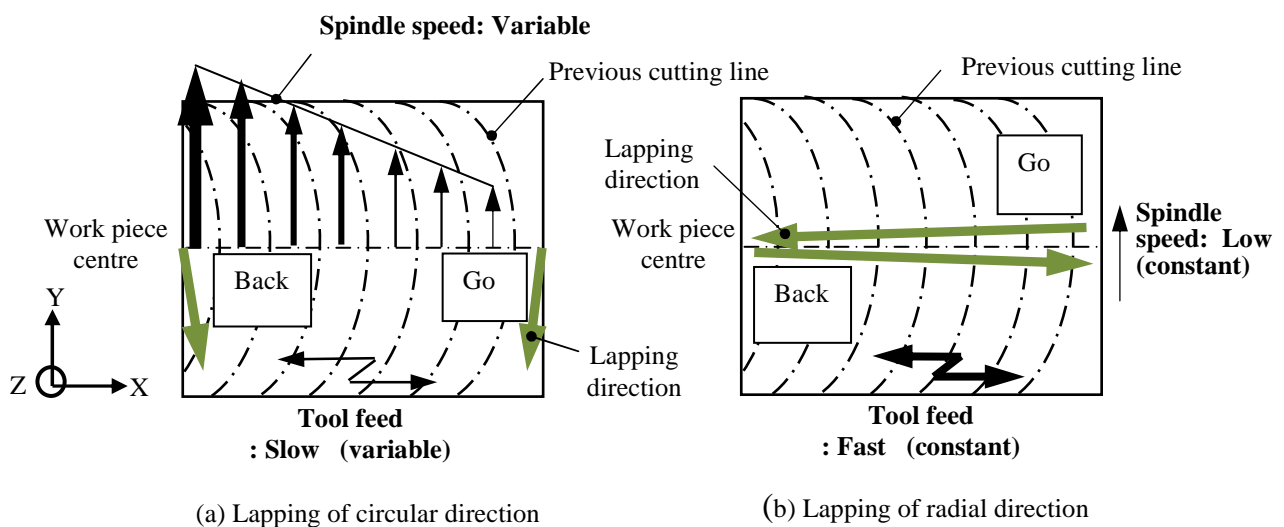 Spindle speed: Variable
Previous cutting line
Work piece
centre
Back
Go
Y
Z
X
Lapping
direction
Tool feed
: Slow (variable)
(a) Lapping of circular direction
Previous cutting line
Lapping
direction
Go
Work piece
centre
Spindle
speed: Low
(constant)
Back
Tool feed
: Fast (constant)
(b) Lapping of radial direction